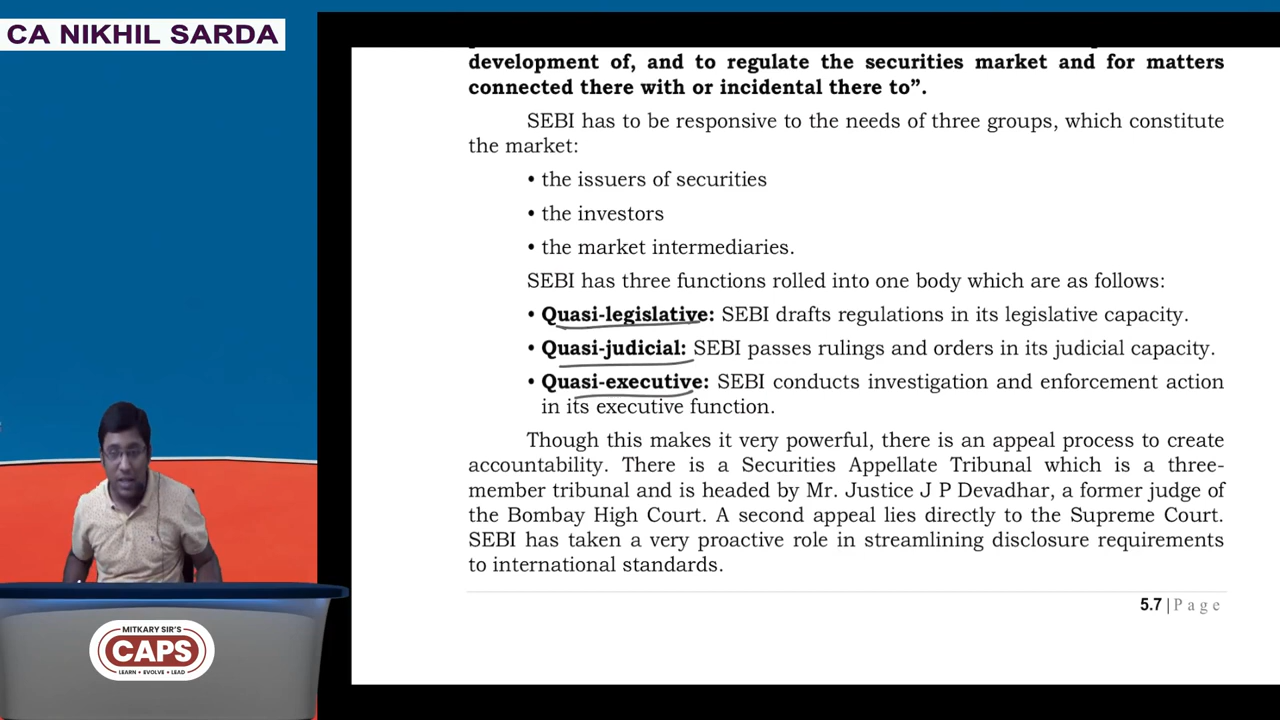 CA NIKHIL SARDA
development of, and to regulate the securities market and for matters
connected there with or incidental there to”.
SEBI has to be responsive to the needs of three groups, which constitute
the market:
• the issuers of securities
• the investors
• the market intermediaries.
SEBI has three functions rolled into one body which are as follows:
• Quasi-legislative: SEBI drafts regulations in its legislative capacity.
• Quasi-judicial: SEBI passes rulings and orders in its judicial capacity.
• Quasi-executive: SEBI conducts investigation and enforcement action
in its executive function.
Though this makes it very powerful, there is an appeal process to create
accountability. There is a Securities Appellate Tribunal which is a three-
member tribunal and is headed by Mr. Justice J P Devadhar, a former judge of
the Bombay High Court. A second appeal lies directly to the Supreme Court.
SEBI has taken a very proactive role in streamlining disclosure requirements
to international standards.
5.7 | Page
MITKARY SIR'S
CAPS
LEARN • EVOLVE • LEAD